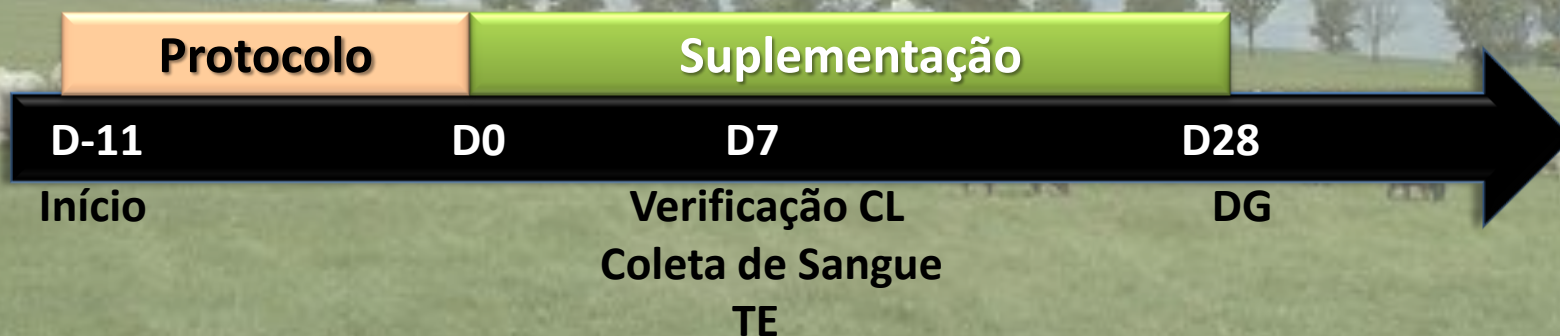 Protocolo Suplementação
D-11 D0 D7 D28
Início Verificação CL DG
Coleta de Sangue
TE